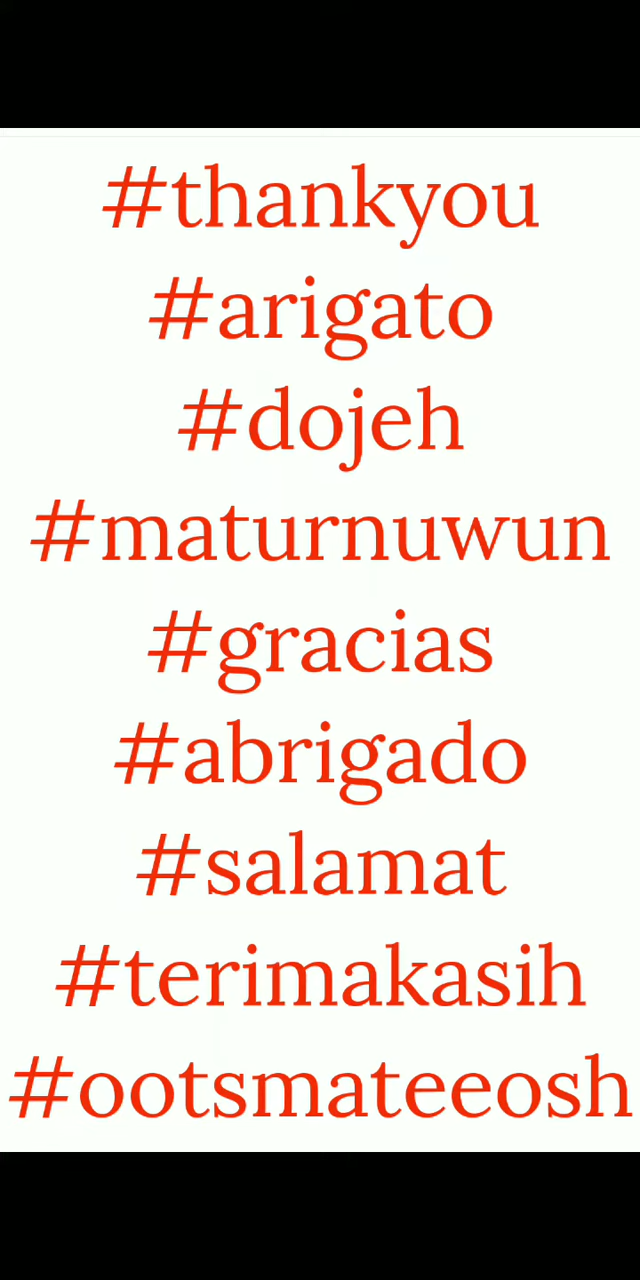 #thankyou
#arigato
#dojeh
#maturnuwun
#gracias
#abrigado
#salamat
#terimakasih
#ootsmateeosh